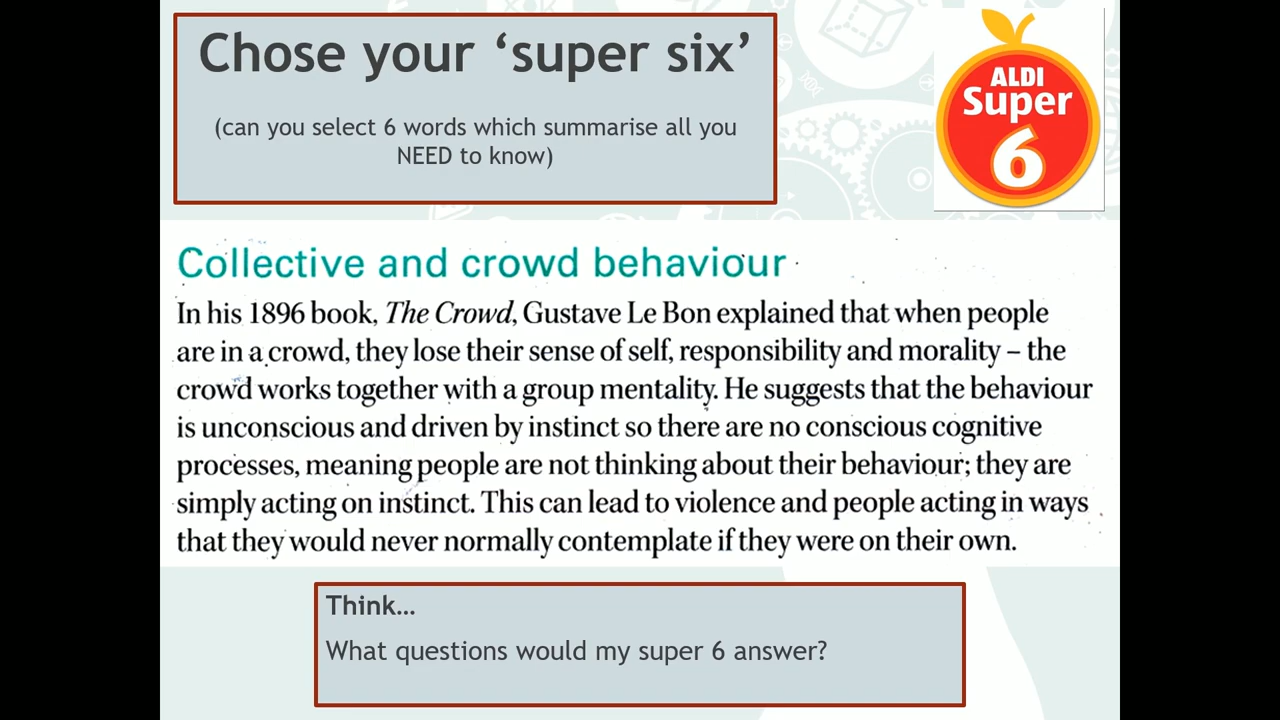 Chose your ‘super six’
(can you select 6 words which summarise all you
NEED to know)
ALDI
Super
6
Collective and crowd behaviour
In his 1896 book, The Crowd, Gustave Le Bon explained that when people
are in a crowd, they lose their sense of self, responsibility and morality – the
crowd works together with a group mentality. He suggests that the behaviour
is unconscious and driven by instinct so there are no conscious cognitive
processes, meaning people are not thinking about their behaviour; they are
simply acting on instinct. This can lead to violence and people acting in ways
that they would never normally contemplate if they were on their own.
Think...
What questions would my super 6 answer?